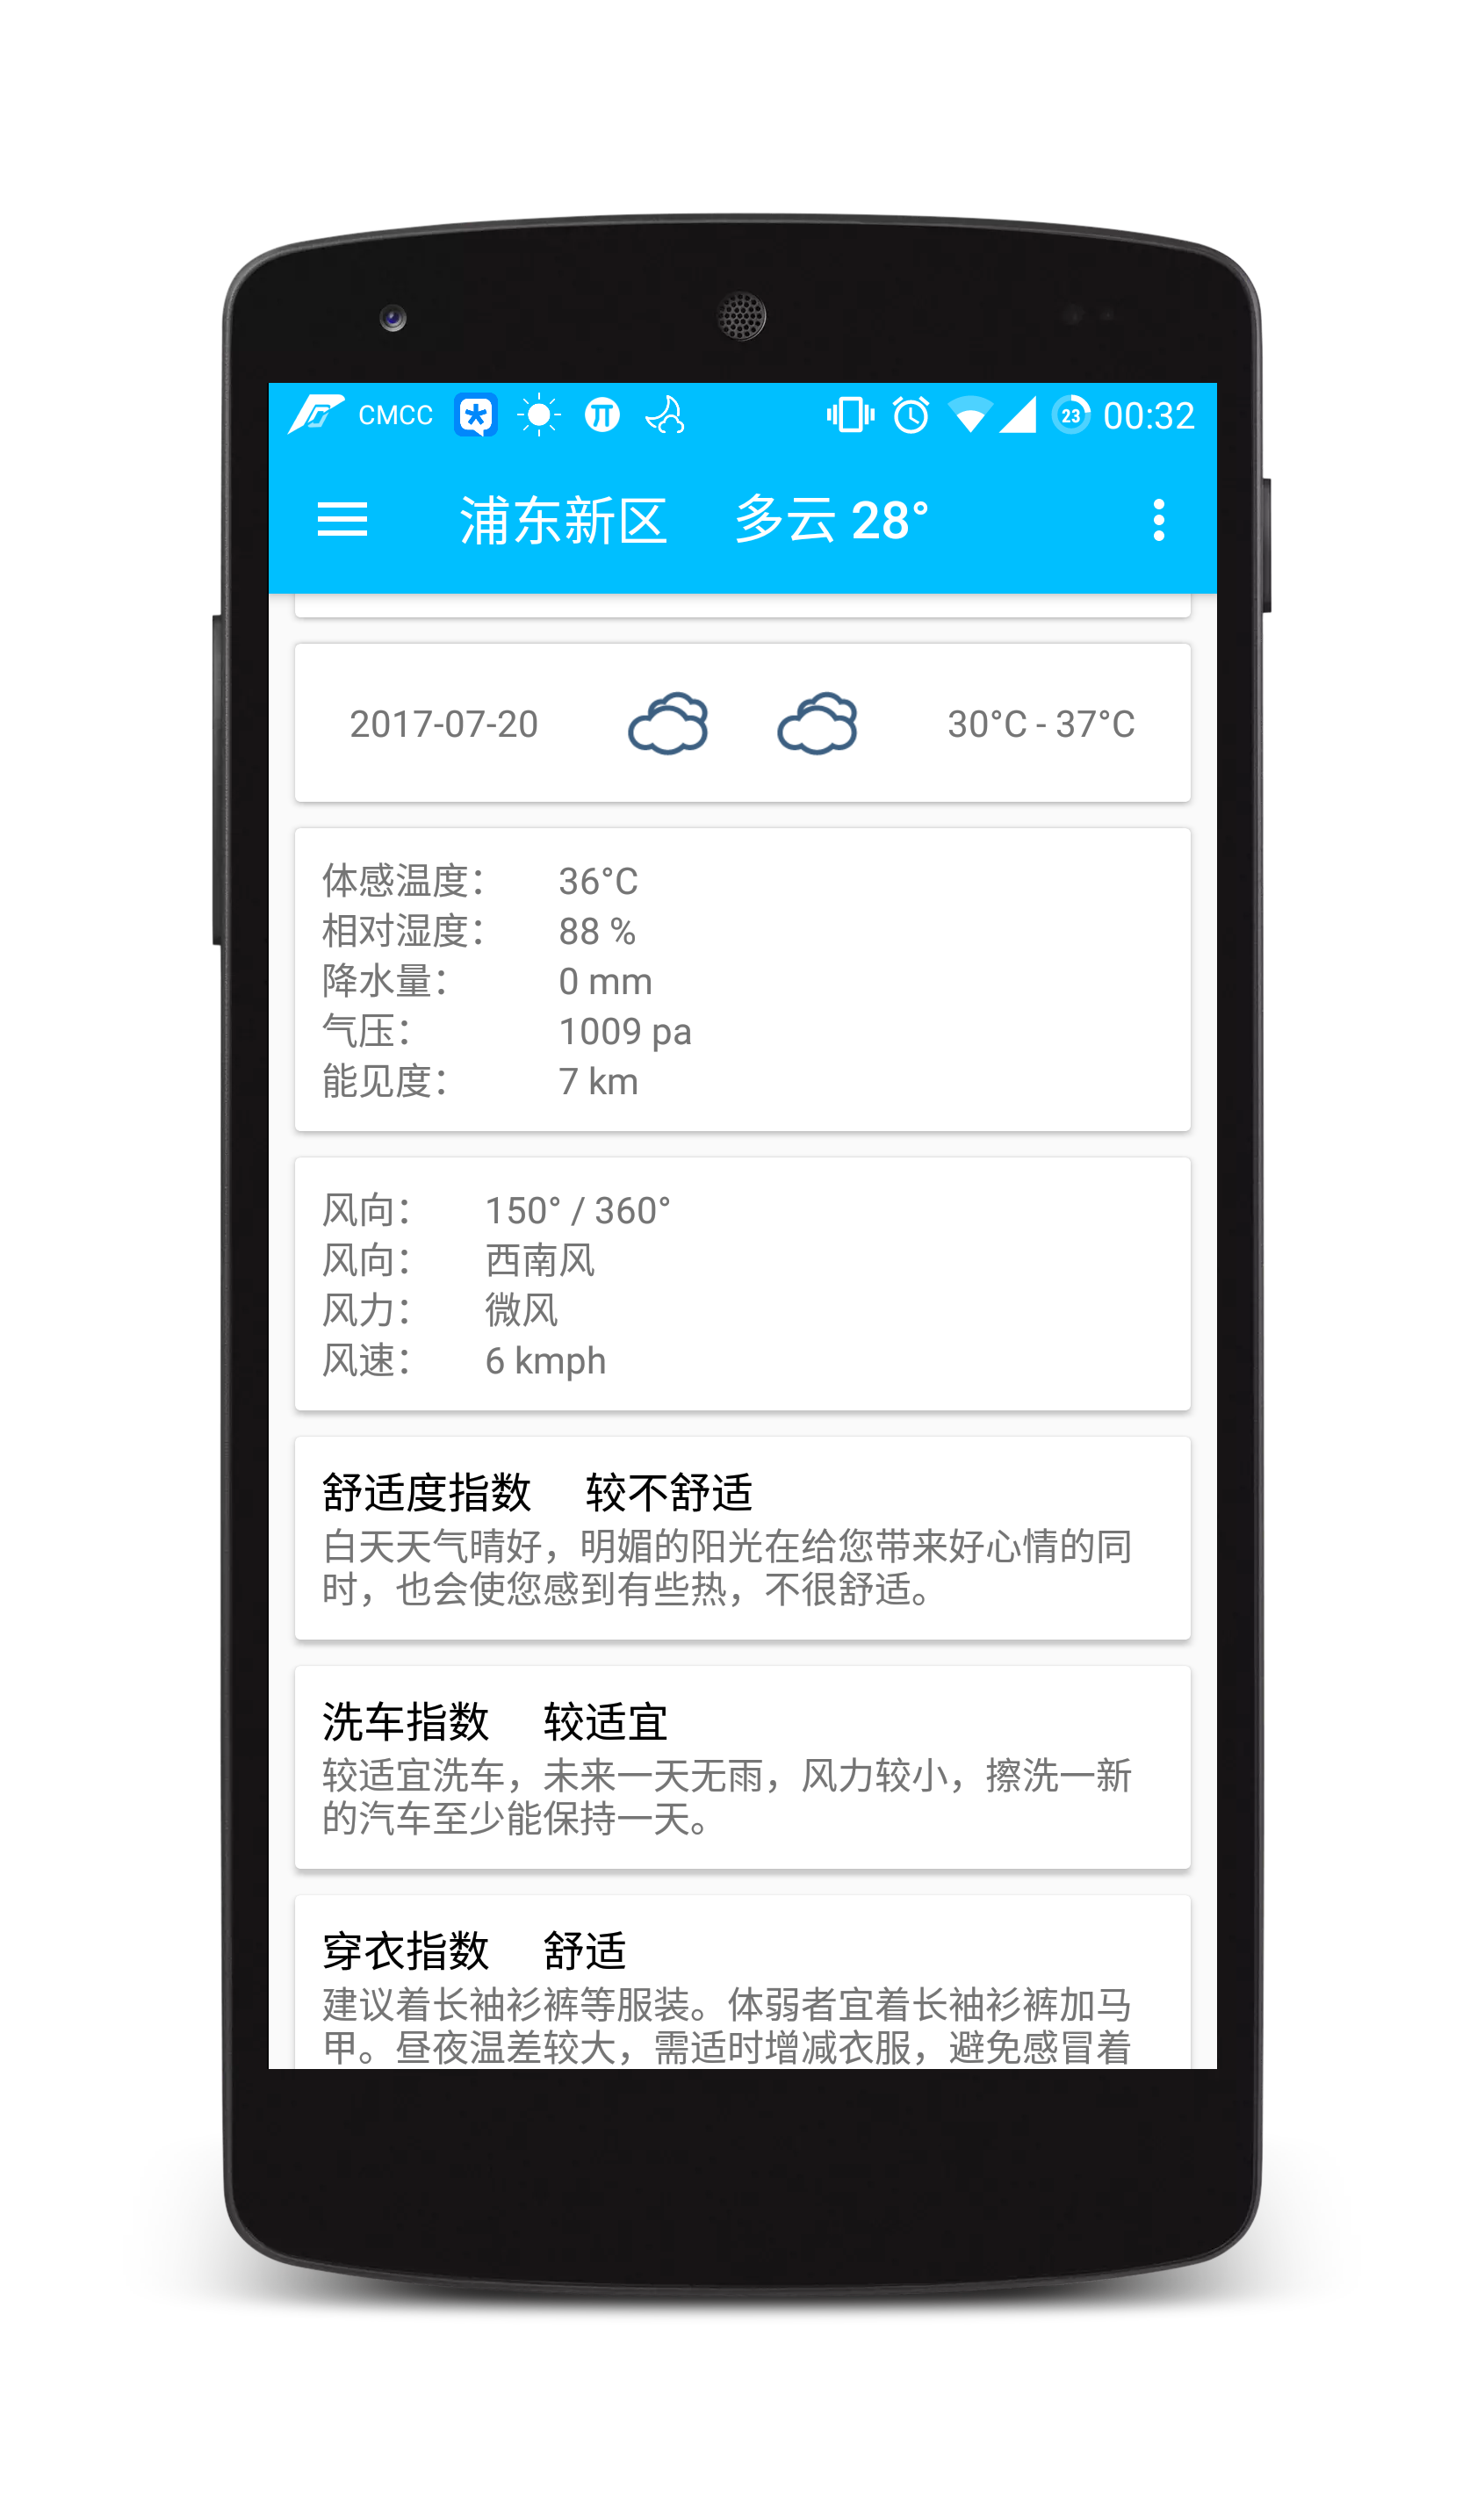 CMCC
23
00:32
浦东新区 多云 28°
2017-07-20 30°C - 37°C
体感温度： 36°C
相对湿度： 88 %
降水量： 0 mm
气压： 1009 pa
能见度： 7 km
风向： 150° / 360°
风向： 西南风
风力： 微风
风速： 6 kmph
舒适度指数 较不舒适
白天天气晴好，明媚的阳光在给您带来好心情的同
时，也会使您感到有些热，不很舒适。
洗车指数 较适宜
较适宜洗车，未来一天无雨，风力较小，擦洗一新
的汽车至少能保持一天。
穿衣指数 舒适
建议着长袖衫裤等服装。体弱者宜着长袖衫裤加马
甲。昼夜温差较大，需适时增减衣服，避免感冒着